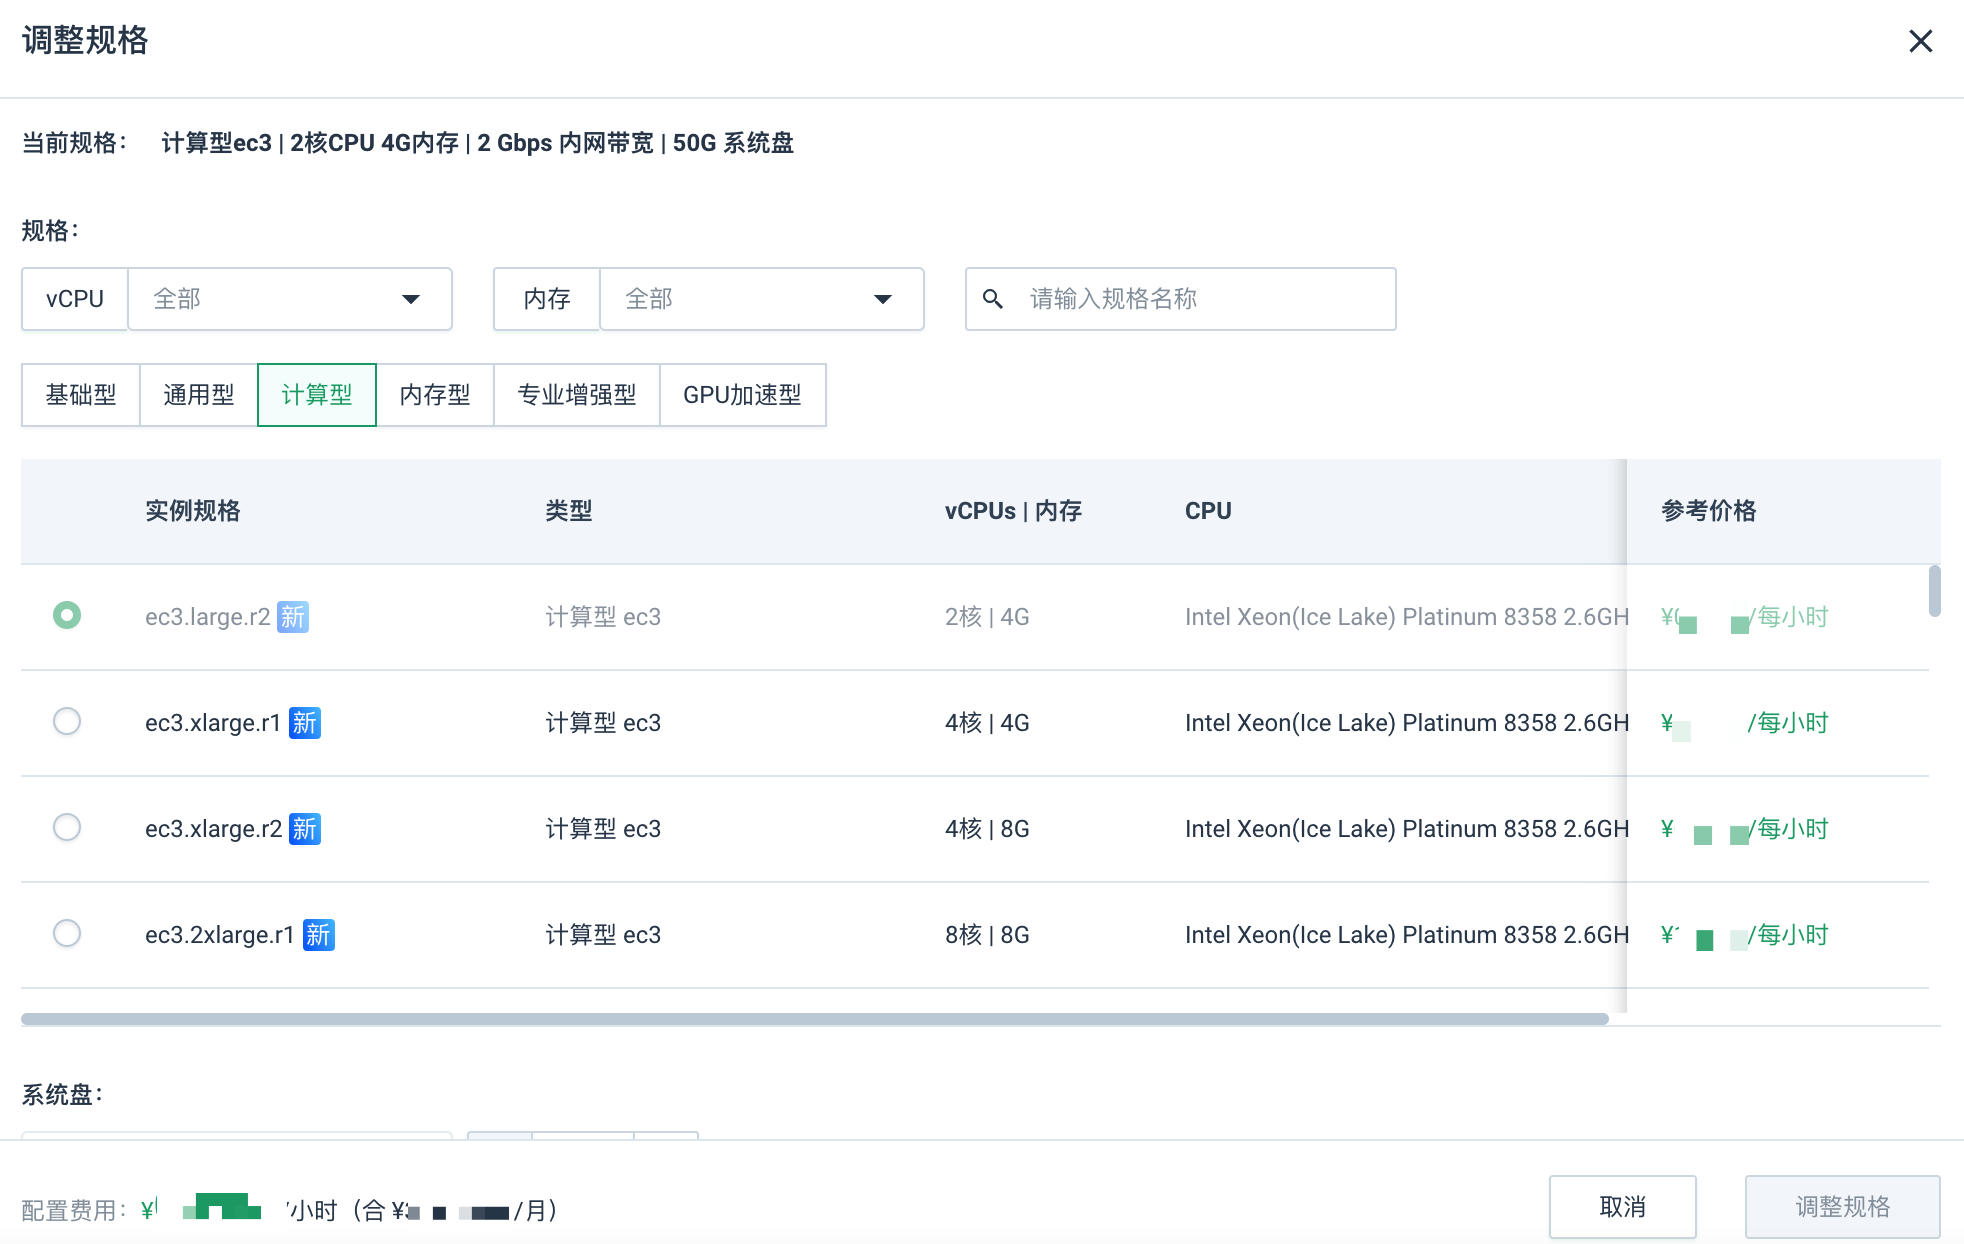 调整规格
当前规格： 计算型ec3 | 2核CPU 4G内存 | 2 Gbps 内网带宽 | 50G 系统盘
规格：
vCPU 全部 内存 全部 请输入规格名称
基础型 通用型 计算型 内存型 专业增强型 GPU加速型
实例规格 类型 vCPUs | 内存 CPU 参考价格
ec3.large.r2 新 计算型 ec3 2核 | 4G Intel Xeon(Ice Lake) Platinum 8358 2.6GH ¥ /每小时
ec3.xlarge.r1 新 计算型 ec3 4核 | 4G Intel Xeon(Ice Lake) Platinum 8358 2.6GH ¥ /每小时
ec3.xlarge.r2 新 计算型 ec3 4核 | 8G Intel Xeon(Ice Lake) Platinum 8358 2.6GH ¥ /每小时
ec3.2xlarge.r1 新 计算型 ec3 8核 | 8G Intel Xeon(Ice Lake) Platinum 8358 2.6GH ¥ /每小时
系统盘：
配置费用： ¥ /小时（合 ¥ /月） 取消 调整规格